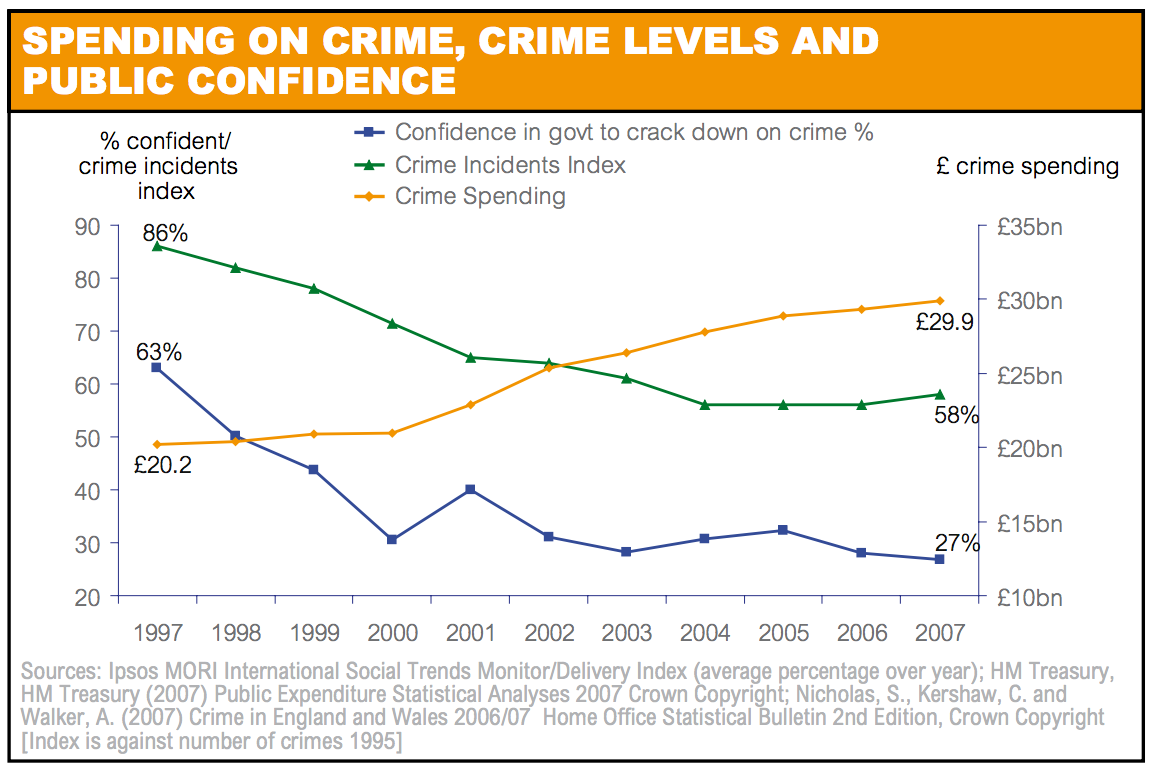 SPENDING ON CRIME, CRIME LEVELS AND
PUBLIC CONFIDENCE
% confident/
crime incidents
index
Confidence in govt to crack down on crime %
Crime Incidents Index
Crime Spending
£ crime spending
90
80
70
60
50
40
30
20
86%
63%
£20.2
£29.9
58%
27%
£35bn
£30bn
£25bn
£20bn
£15bn
£10bn
1997 1998 1999 2000 2001 2002 2003 2004 2005 2006 2007
Sources: Ipsos MORI International Social Trends Monitor/Delivery Index (average percentage over year); HM Treasury,
HM Treasury (2007) Public Expenditure Statistical Analyses 2007 Crown Copyright; Nicholas, S., Kershaw, C. and
Walker, A. (2007) Crime in England and Wales 2006/07 Home Office Statistical Bulletin 2nd Edition, Crown Copyright
[Index is against number of crimes 1995]